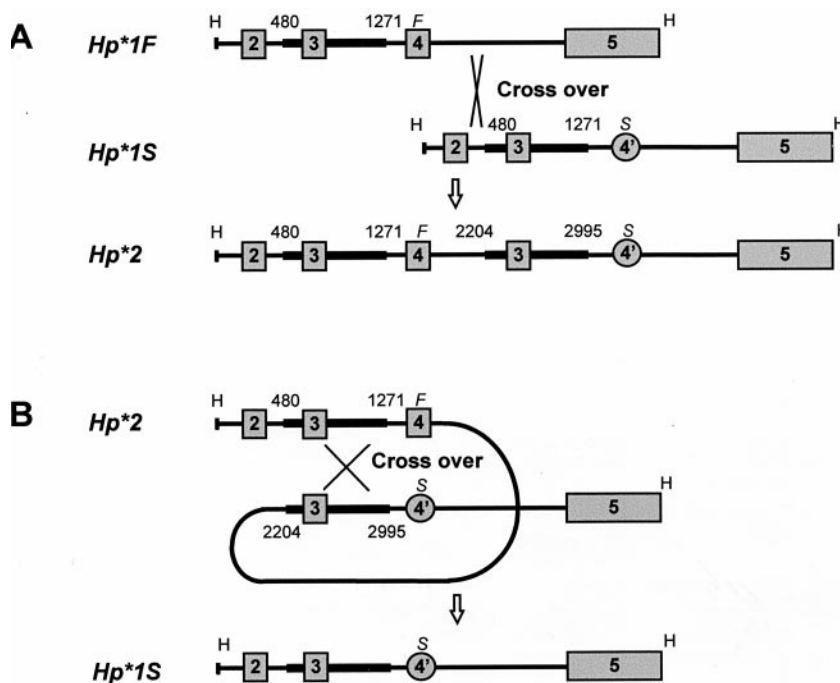 A
Hp*1F
H 480 1271 F H
2 3 4 5
Cross over
Hp*1S
H 480 1271 S H
2 3 4' 5
Hp*2
H 480 1271 F 2204 2995 S H
2 3 4 3 4' 5
B
Hp*2
H 480 1271 F
2 3 4
Cross over
S H
3 4' 5
2204 2995
Hp*1S
H S H
2 3 4' 5